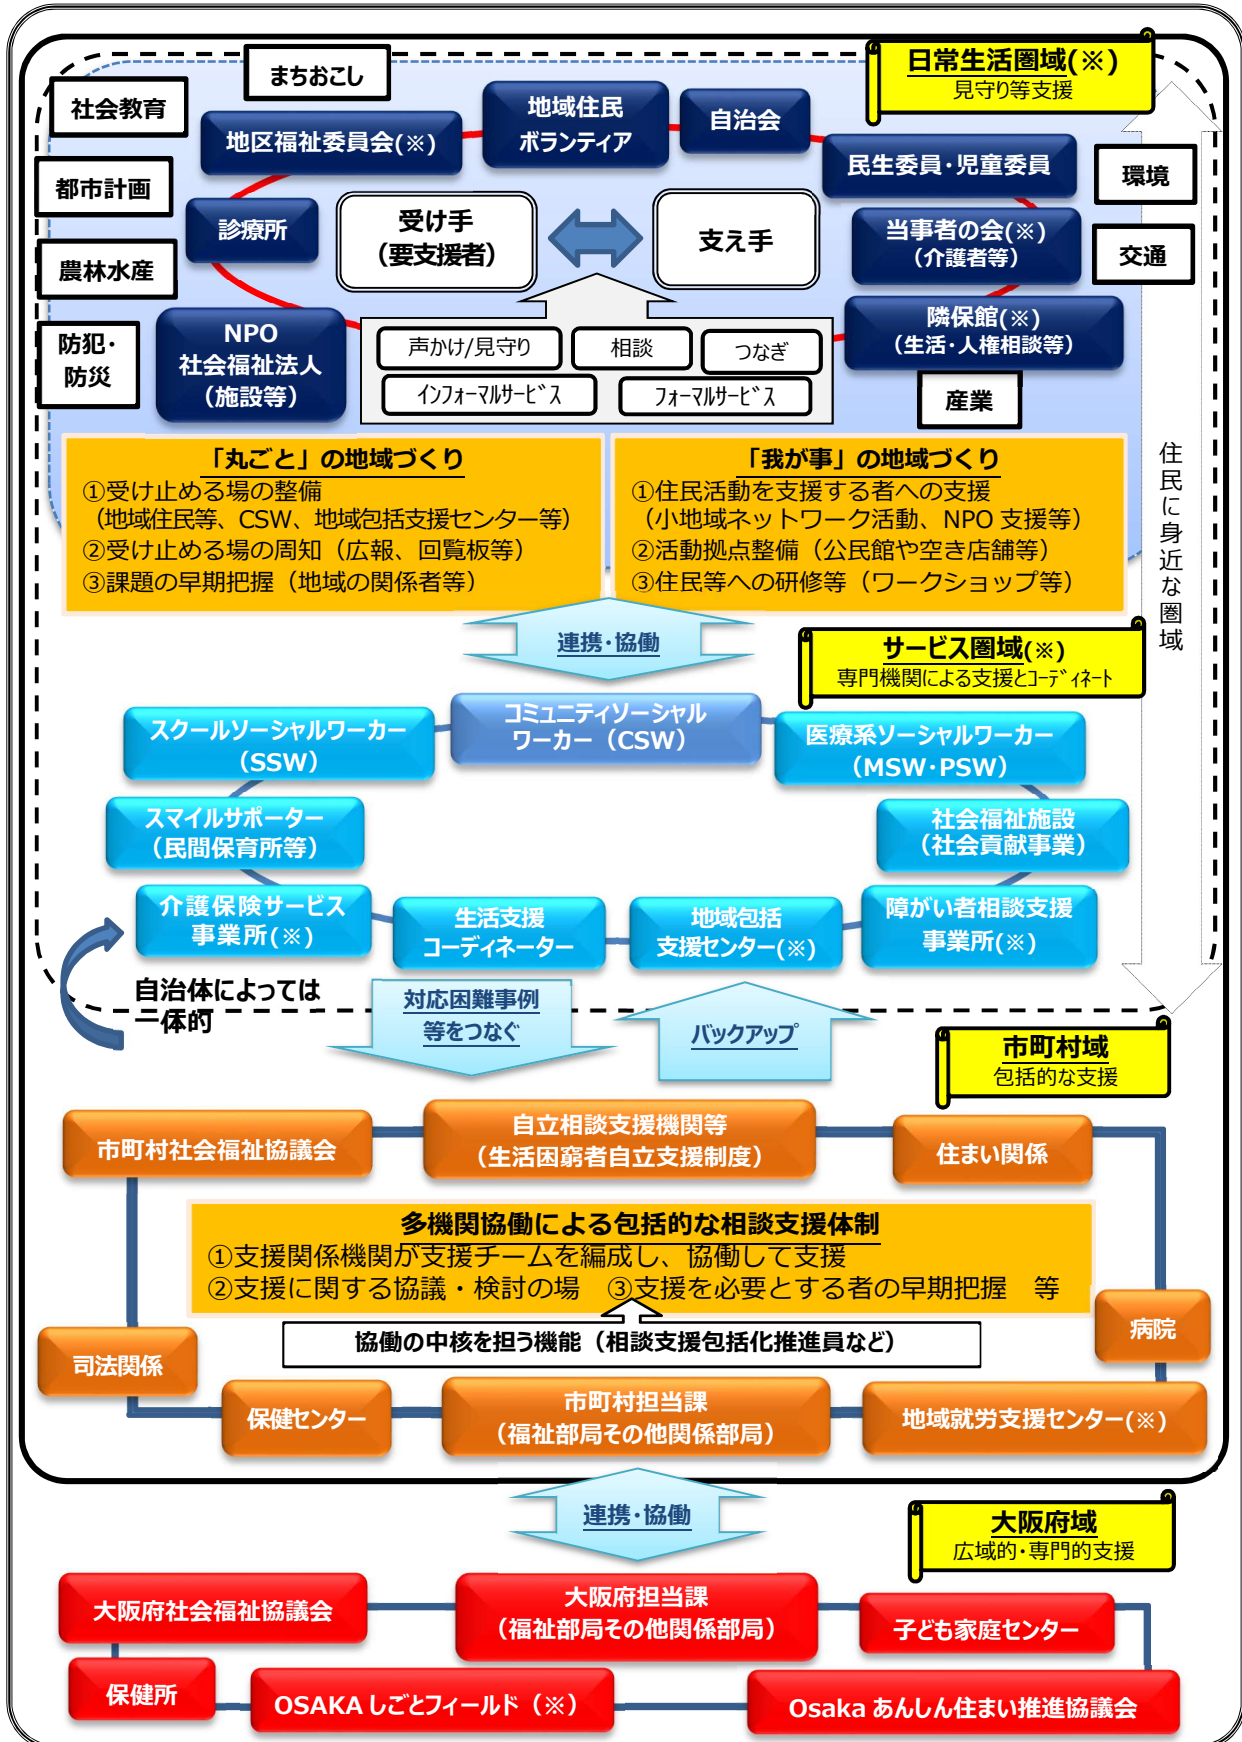 まちおこし
日常生活圏域(※)
見守り等支援
社会教育
地域住民
ボランティア
自治会
地区福祉委員会(※)
民生委員・児童委員
環境
都市計画
診療所
受け手
(要支援者)
支え手
当事者の会(※)
(介護者等)
交通
農林水産
隣保館(※)
(生活・人権相談等)
NPO
社会福祉法人
(施設等)
防犯・
防災
声かけ/見守り
相談
つなぎ
インフォーマルサービス
フォーマルサービス
産業
「丸ごと」の地域づくり
①受け止める場の整備
(地域住民等、CSW、地域包括支援センター等)
②受け止める場の周知（広報、回覧板等）
③課題の早期把握（地域の関係者等）
「我が事」の地域づくり
①住民活動を支援する者への支援
(小地域ネットワーク活動、NPO 支援等)
②活動拠点整備（公民館や空き店舗等）
③住民等への研修等（ワークショップ等）
住民に身近な圏域
連携・協働
サービス圏域(※)
専門機関による支援とコーディネート
コミュニティソーシャル
ワーカー（CSW）
スクールソーシャルワーカー
（SSW）
医療系ソーシャルワーカー
（MSW・PSW）
スマイルサポーター
（民間保育所等）
社会福祉施設
（社会貢献事業）
介護保険サービス
事業所(※)
生活支援
コーディネーター
地域包括
支援センター(※)
障がい者相談支援
事業所(※)
自治体によっては
一体的
対応困難事例
等をつなぐ
バックアップ
市町村域
包括的な支援
市町村社会福祉協議会
自立相談支援機関等
（生活困窮者自立支援制度）
住まい関係
多機関協働による包括的な相談支援体制
①支援関係機関が支援チームを編成し、協働して支援
②支援に関する協議・検討の場　③支援を必要とする者の早期把握　等
協働の中核を担う機能（相談支援包括化推進員など）
病院
司法関係
保健センター
市町村担当課
（福祉部局その他関係部局）
地域就労支援センター(※)
連携・協働
大阪府域
広域的・専門的支援
大阪府社会福祉協議会
大阪府担当課
（福祉部局その他関係部局）
子ども家庭センター
保健所
OSAKA しごとフィールド（※）
Osaka あんしん住まい推進協議会